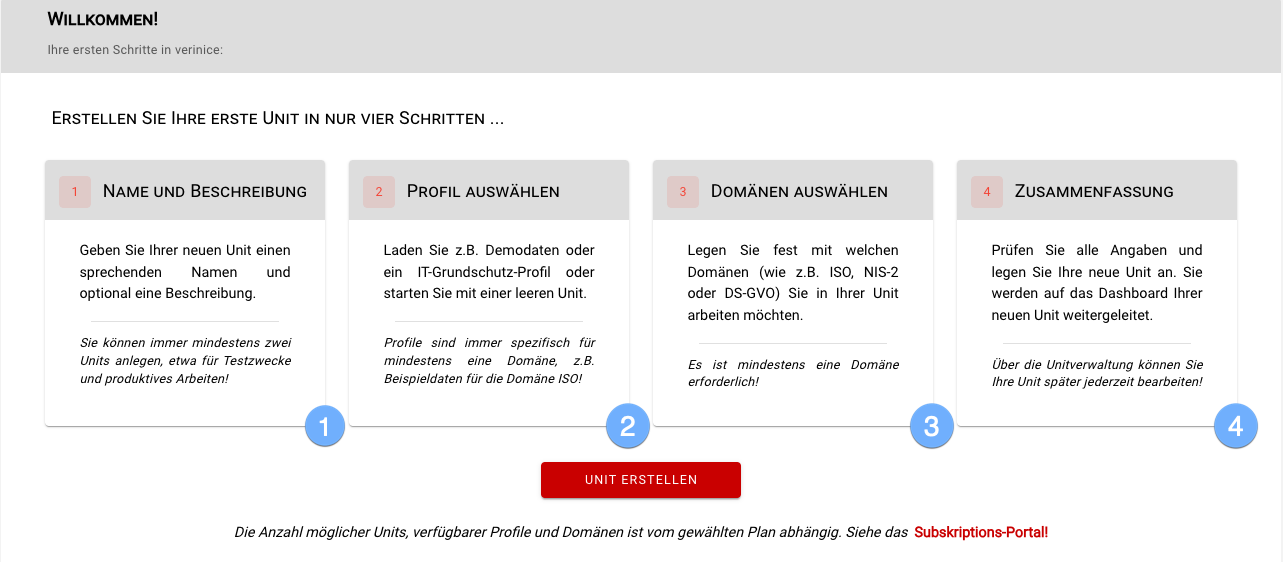 Willkommen!
Ihre ersten Schritte in verinice:
Erstellen Sie Ihre erste Unit in nur vier Schritten ...
1 Name und Beschreibung
Geben Sie Ihrer neuen Unit einen
sprechenden Namen und
optional eine Beschreibung.
Sie können immer mindestens zwei
Units anlegen, etwa für Testzwecke
und produktives Arbeiten!
1
2 Profil auswählen
Laden Sie z.B. Demodaten oder
ein IT-Grundschutz-Profil oder
starten Sie mit einer leeren Unit.
Profile sind immer spezifisch für
mindestens eine Domäne, z.B.
Beispieldaten für die Domäne ISO!
2
3 Domänen auswählen
Legen Sie fest mit welchen
Domänen (wie z.B. ISO, NIS-2
oder DS-GVO) Sie in Ihrer Unit
arbeiten möchten.
Es ist mindestens eine Domäne
erforderlich!
3
4 Zusammenfassung
Prüfen Sie alle Angaben und
legen Sie Ihre neue Unit an. Sie
werden auf das Dashboard Ihrer
neuen Unit weitergeleitet.
Über die Unitverwaltung können Sie
Ihre Unit später jederzeit bearbeiten!
4
UNIT ERSTELLEN
Die Anzahl möglicher Units, verfügbarer Profile und Domänen ist vom gewählten Plan abhängig. Siehe das Subskriptions-Portal!